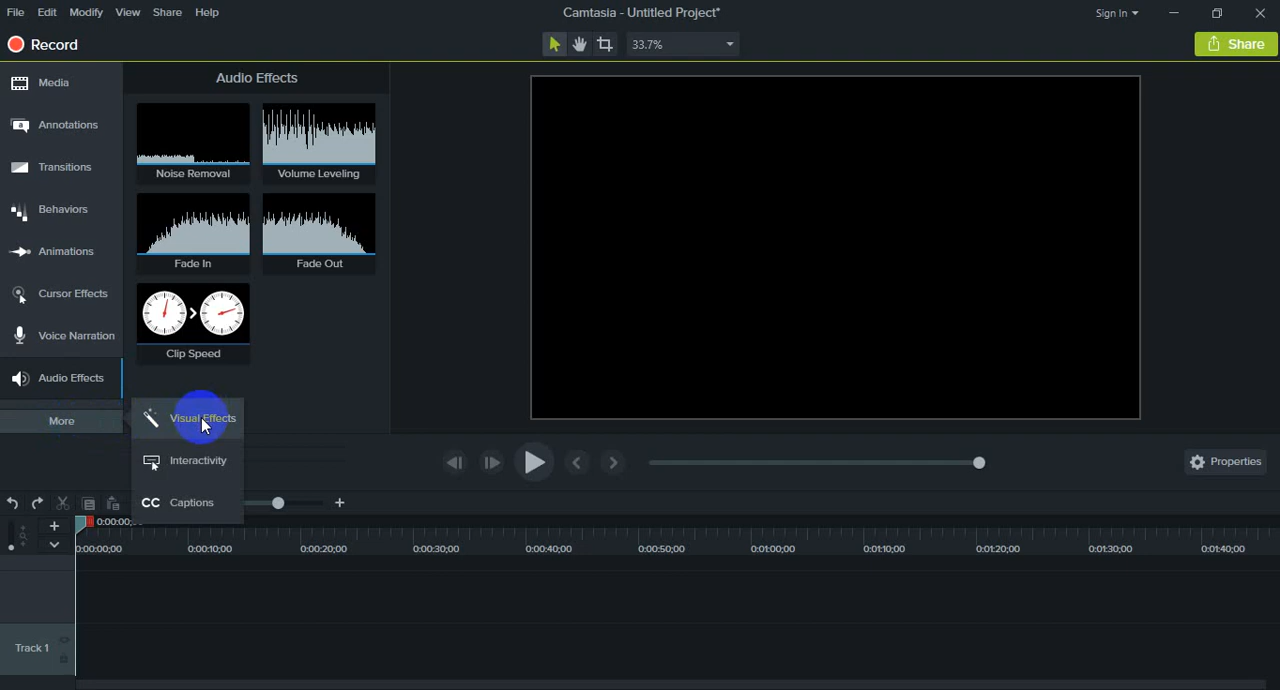 File Edit Modify View Share Help
Camtasia - Untitled Project*
Sign In
Record
33.7%
Share
Media
Annotations
Transitions
Behaviors
Animations
Cursor Effects
Voice Narration
Audio Effects
More
Audio Effects
Noise Removal
Volume Leveling
Fade In
Fade Out
Clip Speed
Visual Effects
Interactivity
CC Captions
Properties
0:00:00;
0:00:00;00 0:00:10;00 0:00:20;00 0:00:30;00 0:00:40;00 0:00:50;00 0:01:00;00 0:01:10;00 0:01:20;00 0:01:30;00 0:01:40;00
Track 1